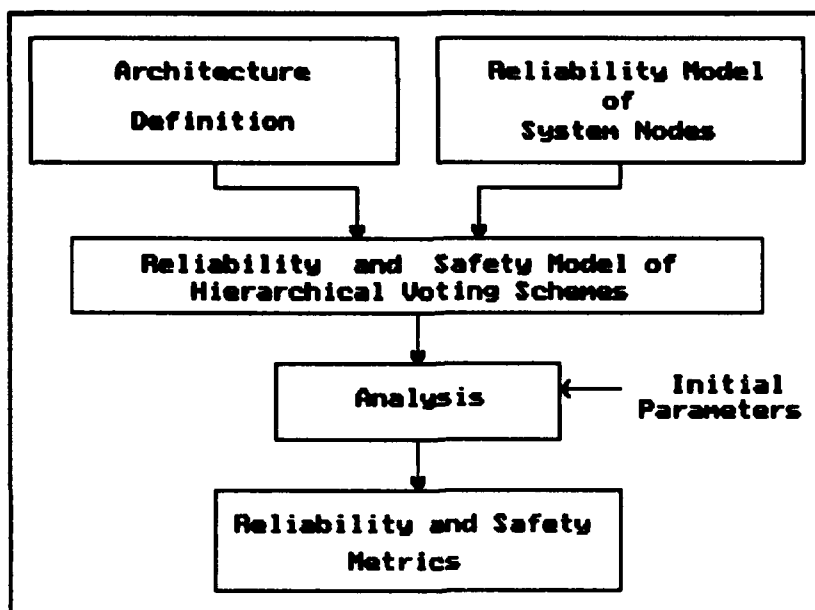 Architecture
Definition
Reliability Model
of
System Nodes
Reliability and Safety Model of
Hierarchical Voting Schemes
Analysis
Initial
Parameters
Reliability and Safety
Metrics